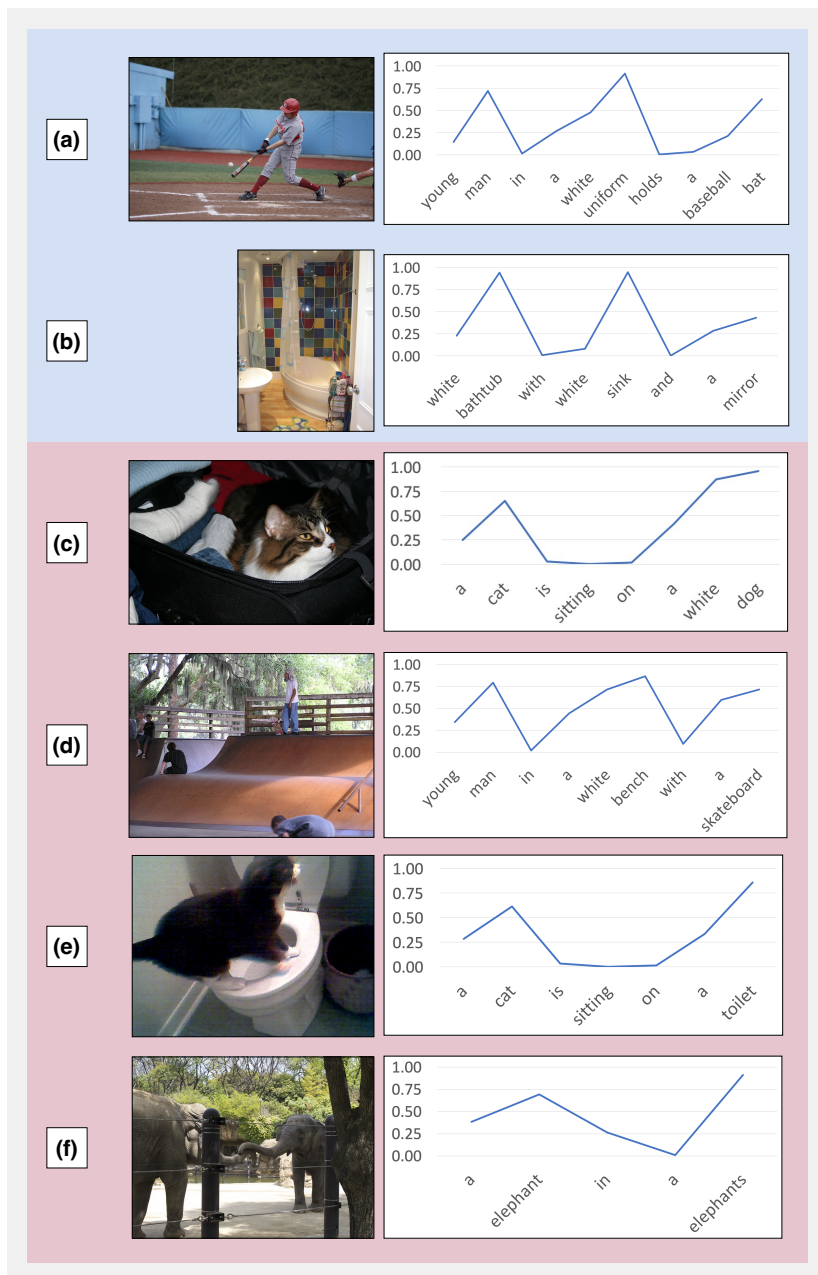 (a)
1.00
0.75
0.50
0.25
0.00
young man in a white uniform holds a baseball bat
(b)
1.00
0.75
0.50
0.25
0.00
white bathtub with white sink and a mirror
(c)
1.00
0.75
0.50
0.25
0.00
a cat is sitting on a white dog
(d)
1.00
0.75
0.50
0.25
0.00
young man in a white bench with a skateboard
(e)
1.00
0.75
0.50
0.25
0.00
a cat is sitting on a toilet
(f)
1.00
0.75
0.50
0.25
0.00
a elephant in a elephants